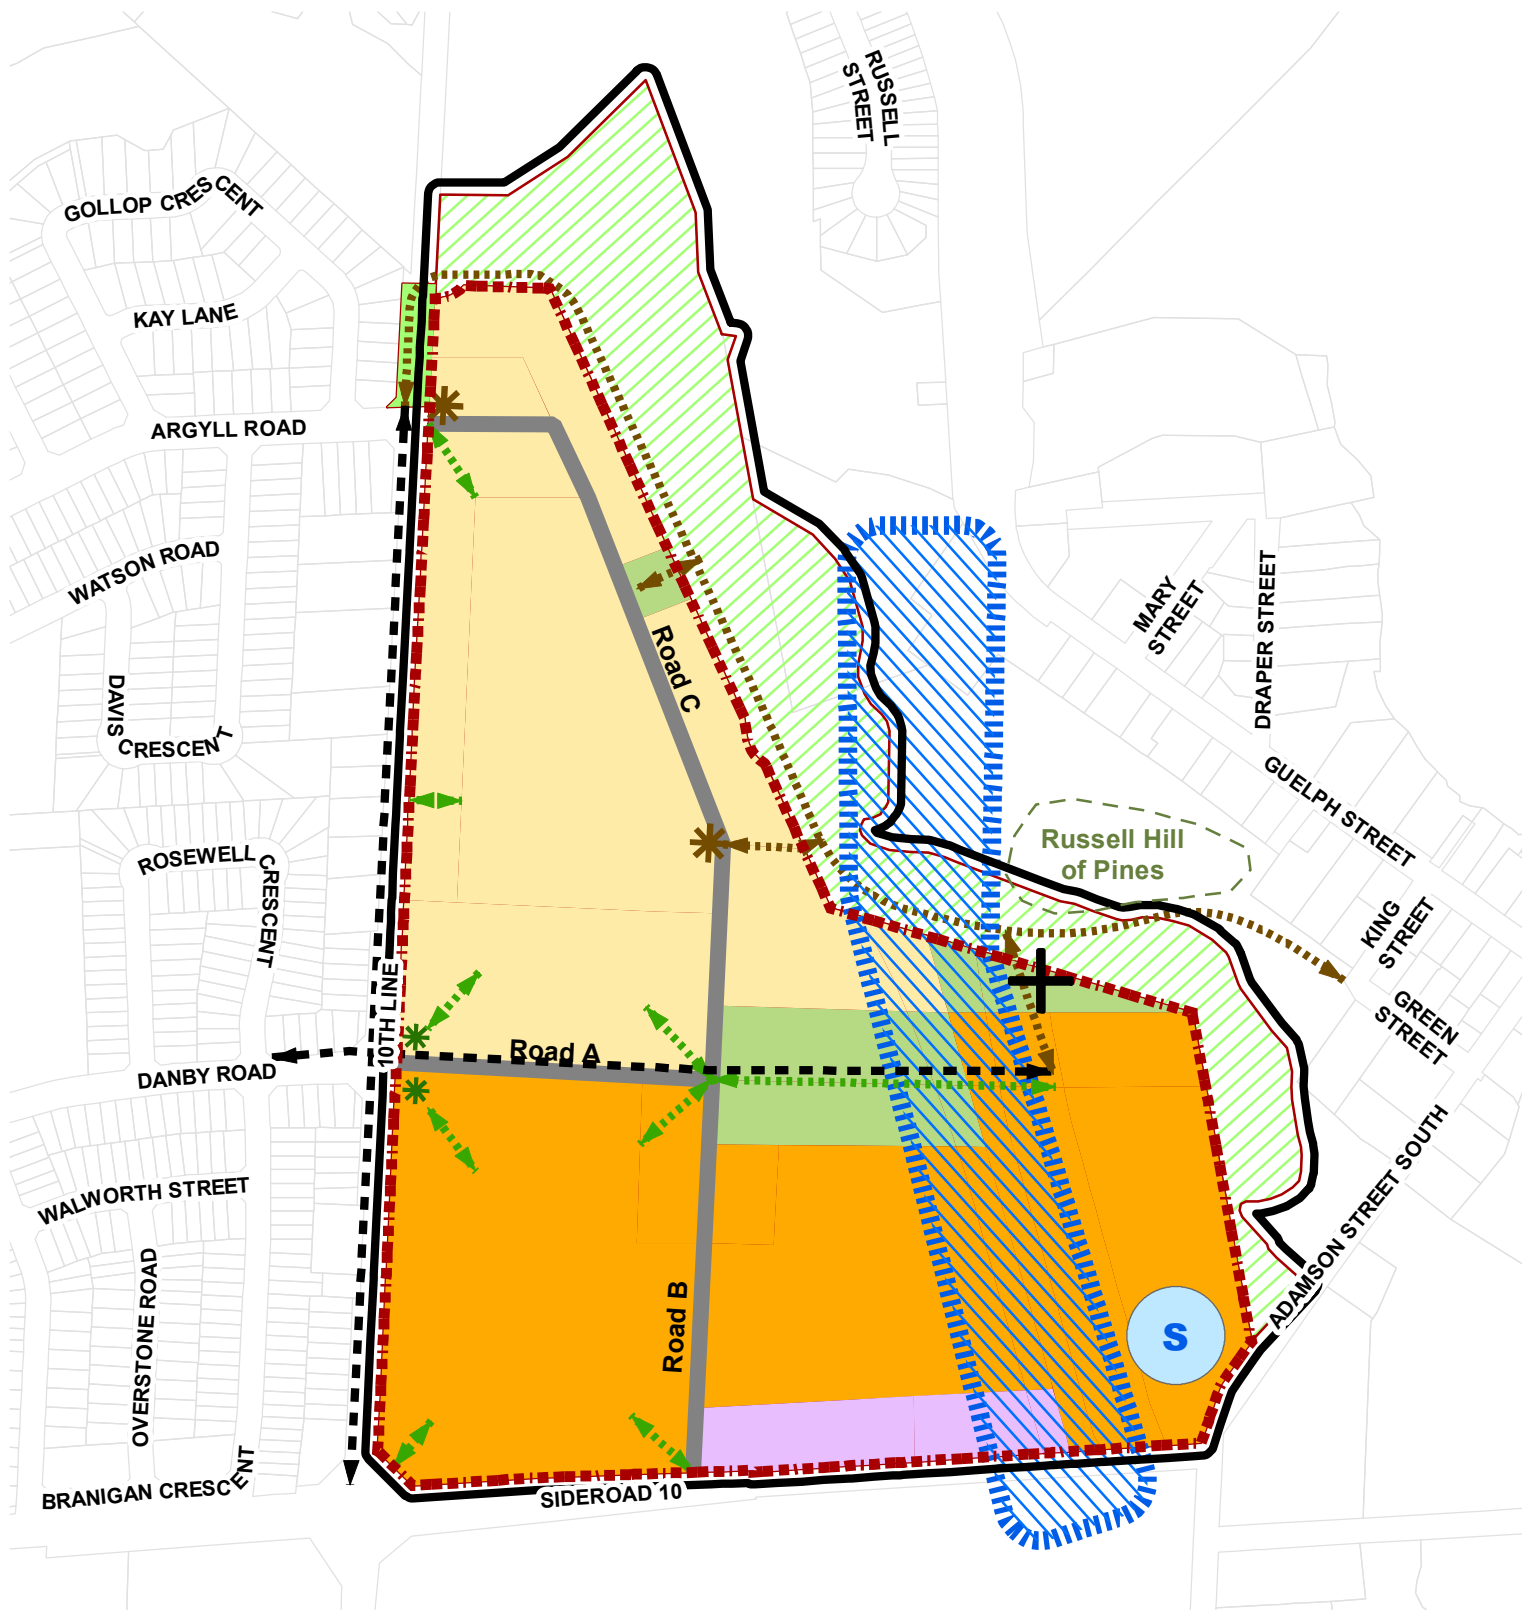 RUSSELL
STREET
GOLLOP CRESCENT
KAY LANE
ARGYLL ROAD
WATSON ROAD
MARY
STREET
DRAPER STREET
Road C
DAVIS
CRESCENT
GUELPH STREET
Russell Hill
of Pines
ROSEWELL
CRESCENT
KING
STREET
10TH LINE
GREEN
STREET
Road A
DANBY ROAD
WALWORTH STREET
ADAMSON STREET SOUTH
OVERSTONE ROAD
Road B
S
BRANIGAN CRESCENT
SIDEROAD 10